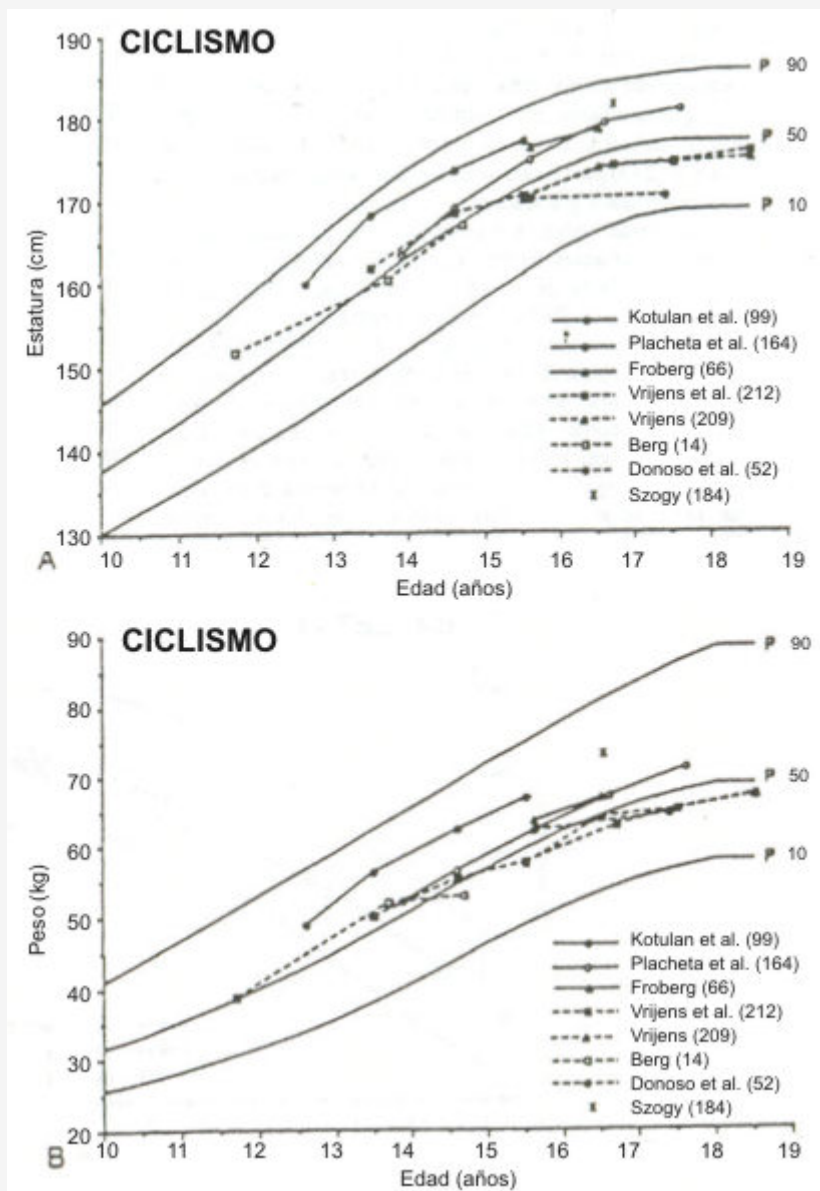 CICLISMO
190
180
170
160
150
140
130
Estatura (cm)
P 90
P 50
P 10
Kotulan et al. (99)
Placheta et al. (164)
Froberg (66)
Vrijens et al. (212)
Vrijens (209)
Berg (14)
Donoso et al. (52)
Szogy (184)
10 11 12 13 14 15 16 17 18 19
A
Edad (años)
CICLISMO
90
80
70
60
50
40
30
20
Peso (kg)
P 90
P 50
P 10
Kotulan et al. (99)
Placheta et al. (164)
Froberg (66)
Vrijens et al. (212)
Vrijens (209)
Berg (14)
Donoso et al. (52)
Szogy (184)
10 11 12 13 14 15 16 17 18 19
B
Edad (años)